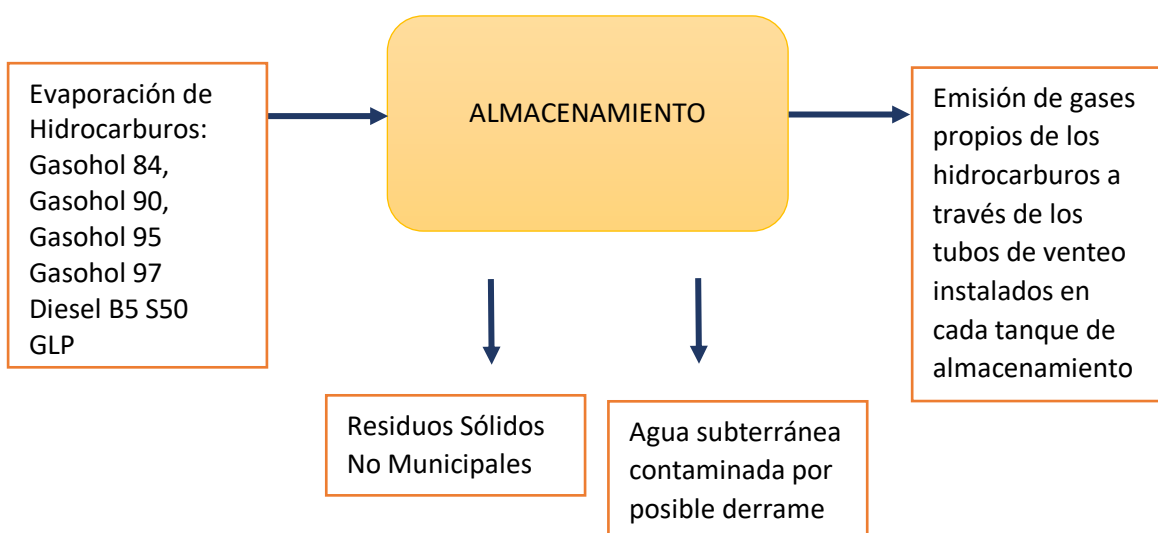 Evaporación de
Hidrocarburos:
Gasohol 84,
Gasohol 90,
Gasohol 95
Gasohol 97
Diesel B5 S50
GLP
ALMACENAMIENTO
Emisión de gases
propios de los
hidrocarburos a
través de los
tubos de venteo
instalados en
cada tanque de
almacenamiento
Residuos Sólidos
No Municipales
Agua subterránea
contaminada por
posible derrame